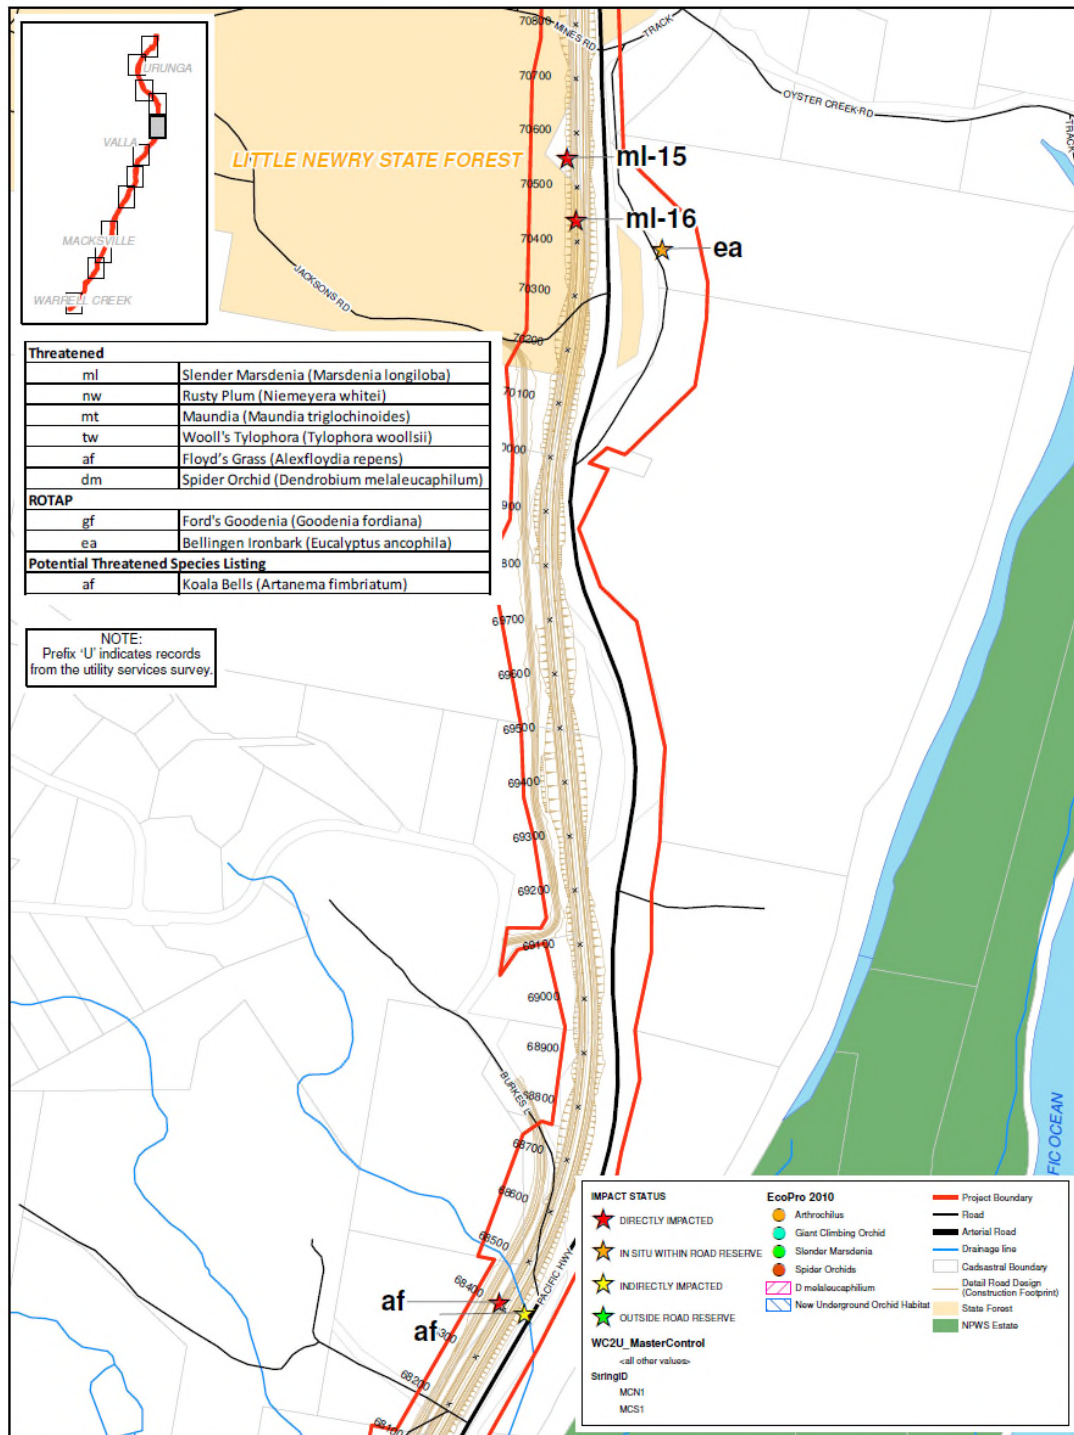 70800
MINES RD
TRACK
70700
URUNGA
OYSTER CREEK RD
TRACK
70600
VALLA
LITTLE NEWRY STATE FOREST
ml-15
70500
ml-16
70400
ea
MACKSVILLE
JACKSONS RD
70300
WARRELL CREEK
70200
Threatened
ml Slender Marsdenia (Marsdenia longiloba)
nw Rusty Plum (Niemeyera whitei)
mt Maundia (Maundia triglochinoides)
tw Wooll's Tylophora (Tylophora woollsii)
af Floyd's Grass (Alexfloydia repens)
dm Spider Orchid (Dendrobium melaleucaphilum)
ROTAP
gf Ford's Goodenia (Goodenia fordiana)
ea Bellingen Ironbark (Eucalyptus ancophila)
Potential Threatened Species Listing
af Koala Bells (Artanema fimbriatum)
70100
0000
900
800
69700
NOTE:
Prefix 'U' indicates records
from the utility services survey.
69600
69500
69400
69300
69200
69100
69000
68900
BURKES L
68800
68700
68600
68500
68400
af
af
300
68200
68100
PACIFIC HWY
FIC OCEAN
IMPACT STATUS
DIRECTLY IMPACTED
IN SITU WITHIN ROAD RESERVE
INDIRECTLY IMPACTED
OUTSIDE ROAD RESERVE
WC2U_MasterControl
<all other values>
StringID
MCN1
MCS1
EcoPro 2010
Arthrochilus
Giant Climbing Orchid
Slender Marsdenia
Spider Orchids
D melaleucaphilium
New Underground Orchid Habitat
Project Boundary
Road
Arterial Road
Drainage line
Cadsastral Boundary
Detail Road Design
(Construction Footprint)
State Forest
NPWS Estate